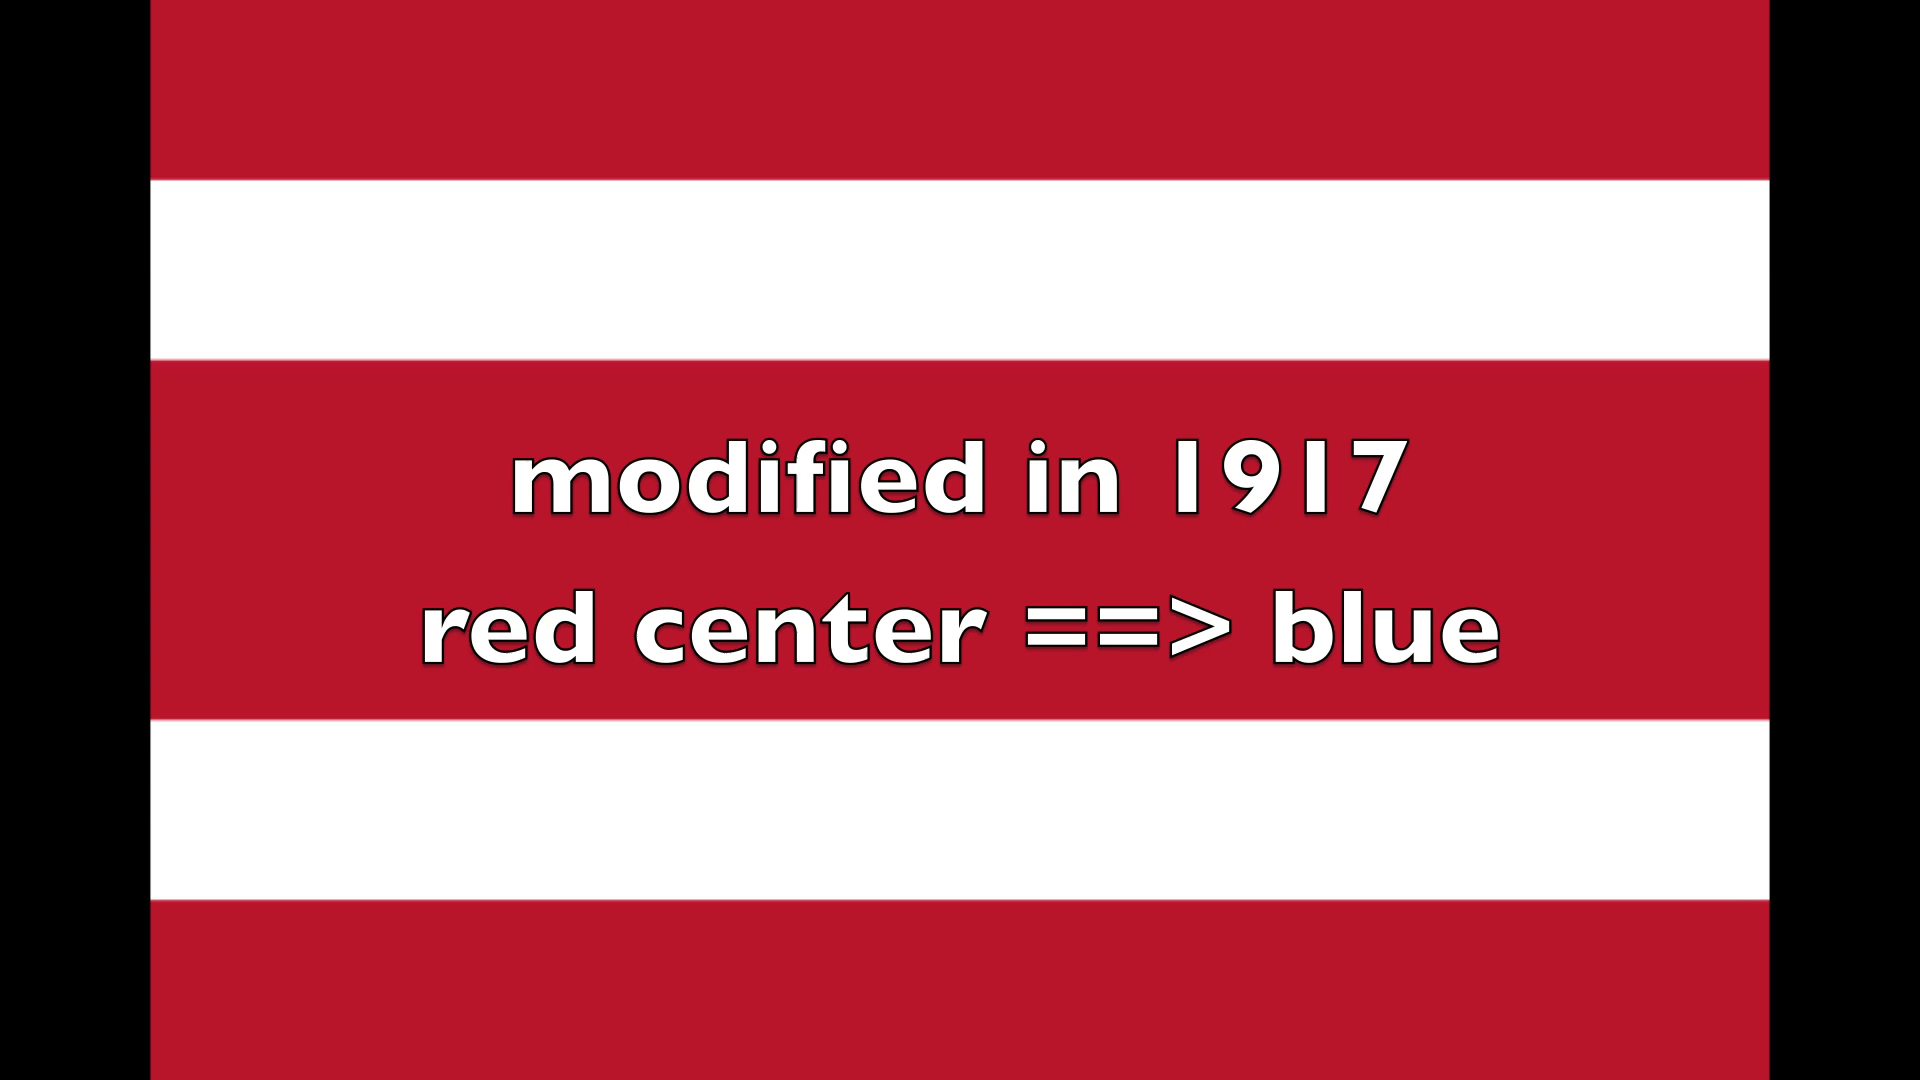 modified in 1917
red center ==> blue